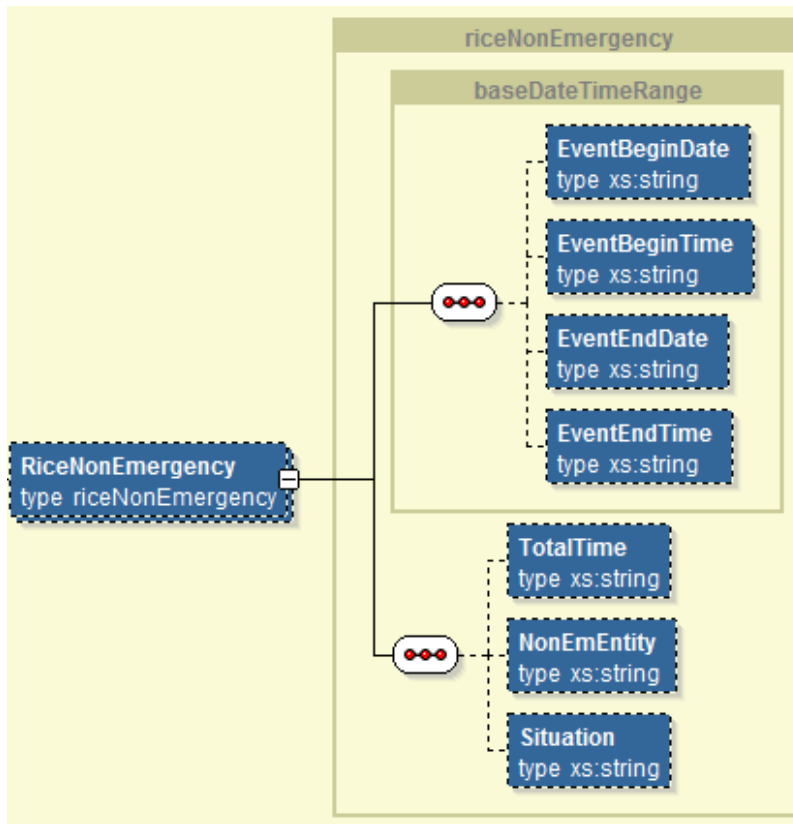 riceNonEmergency
baseDateTimeRange
EventBeginDate
type xs:string
EventBeginTime
type xs:string
EventEndDate
type xs:string
EventEndTime
type xs:string
RiceNonEmergency
type riceNonEmergency
TotalTime
type xs:string
NonEmEntity
type xs:string
Situation
type xs:string